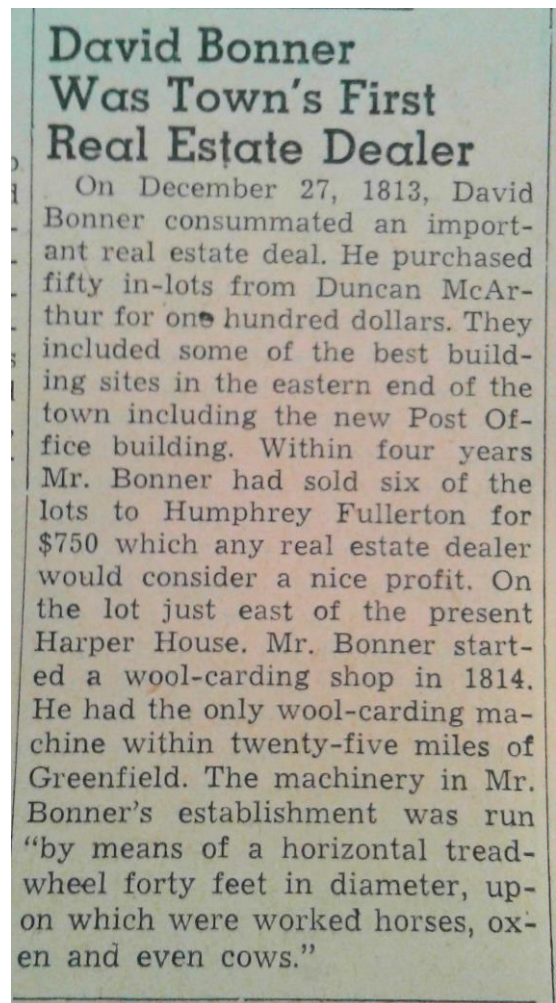 David Bonner
Was Town's First
Real Estate Dealer
On December 27, 1813, David
Bonner consummated an import-
ant real estate deal. He purchased
fifty in-lots from Duncan McAr-
thur for one hundred dollars. They
included some of the best build-
ing sites in the eastern end of the
town including the new Post Of-
fice building. Within four years
Mr. Bonner had sold six of the
lots to Humphrey Fullerton for
$750 which any real estate dealer
would consider a nice profit. On
the lot just east of the present
Harper House. Mr. Bonner start-
ed a wool-carding shop in 1814.
He had the only wool-carding ma-
chine within twenty-five miles of
Greenfield. The machinery in Mr.
Bonner's establishment was run
“by means of a horizontal tread-
wheel forty feet in diameter, up-
on which were worked horses, ox-
en and even cows.”